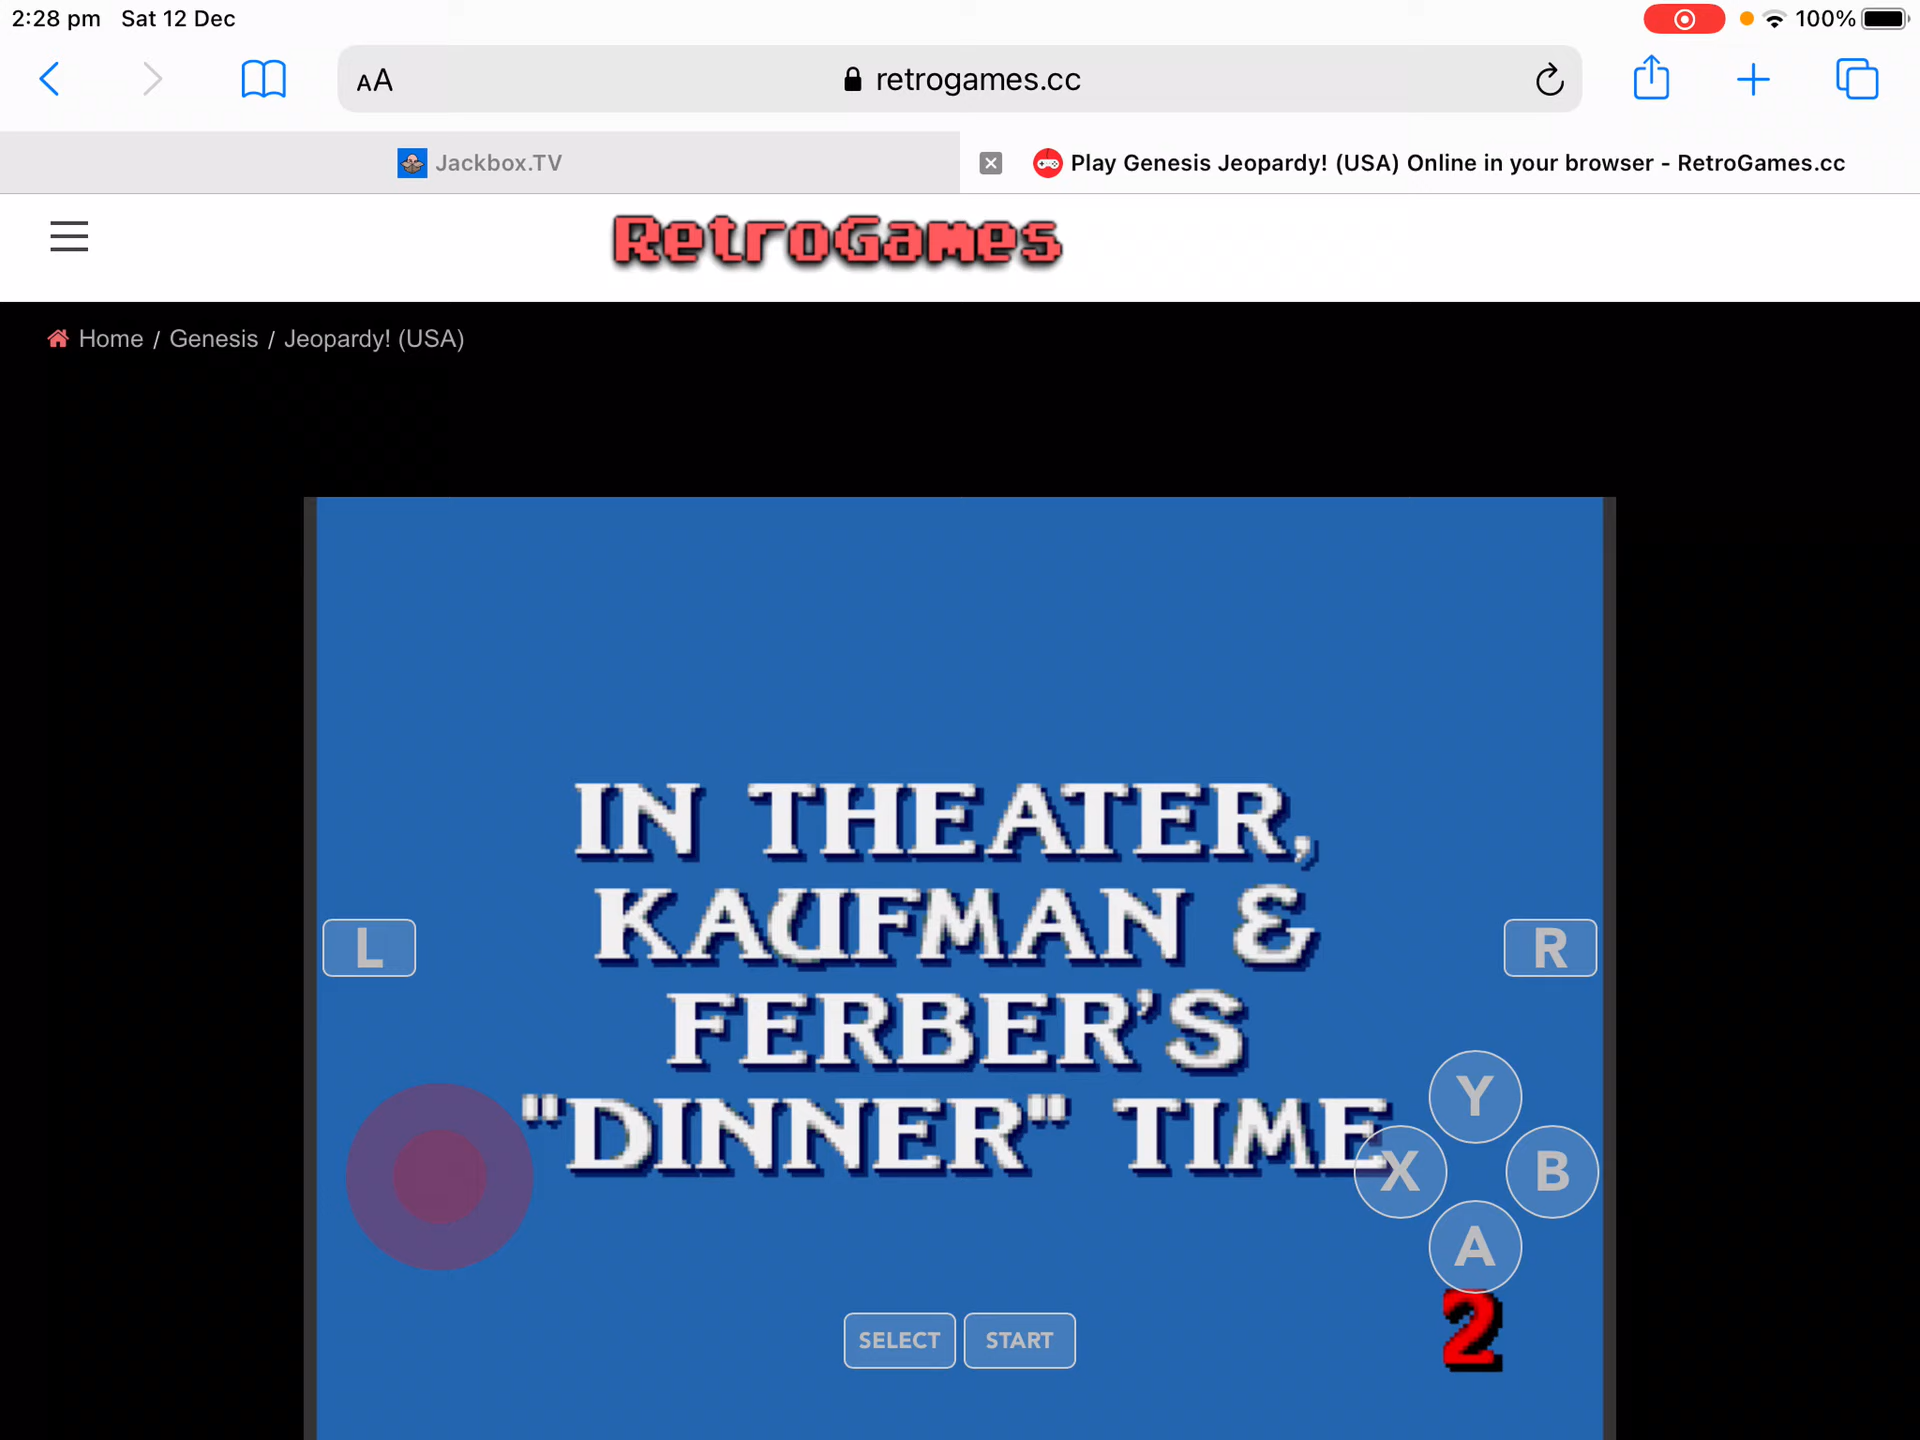 2:28 pm Sat 12 Dec 100%
AA retrogames.cc
Jackbox.TV
Play Genesis Jeopardy! (USA) Online in your browser - RetroGames.cc
RetroGames
Home / Genesis / Jeopardy! (USA)
IN THEATER,
KAUFMAN &
FERBER'S
"DINNER" TIME
L
R
Y
X
B
A
2
SELECT
START